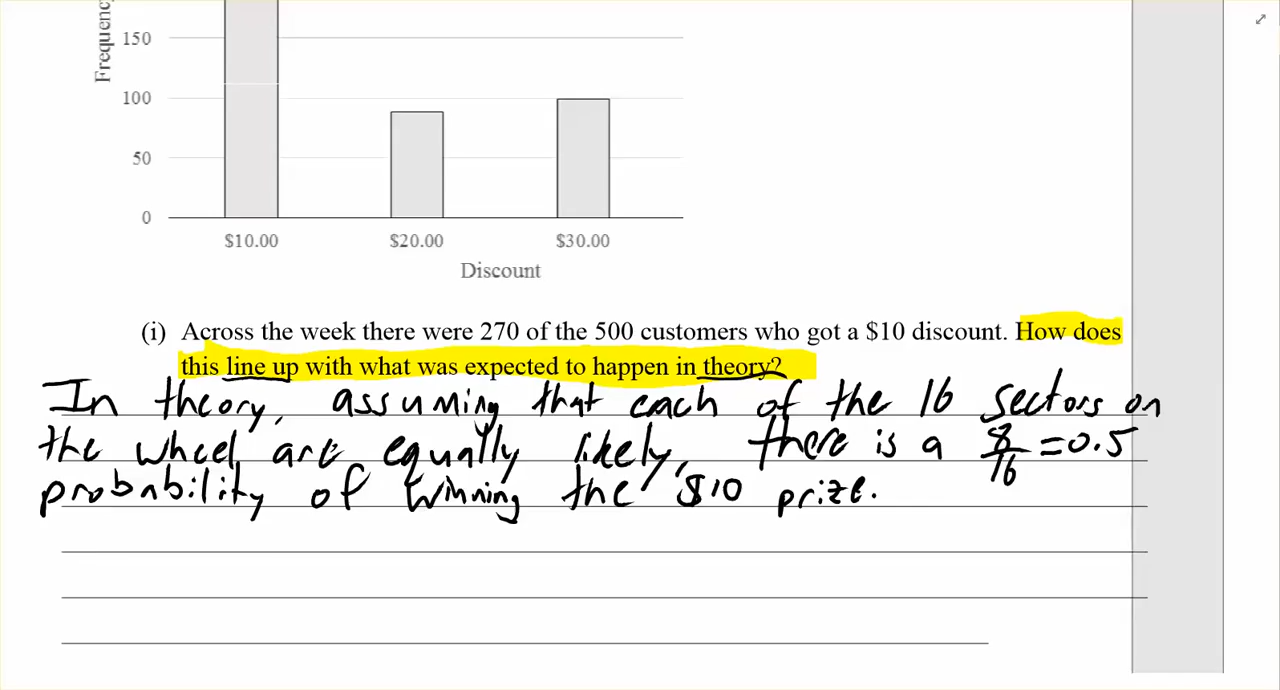 Frequency
150
100
50
0
$10.00 $20.00 $30.00
Discount
(i) Across the week there were 270 of the 500 customers who got a $10 discount. How does
this line up with what was expected to happen in theory?
In theory, assuming that each of the 16 sectors on
the wheel are equally likely, there is a 8/16 = 0.5
probability of winning the $10 prize.